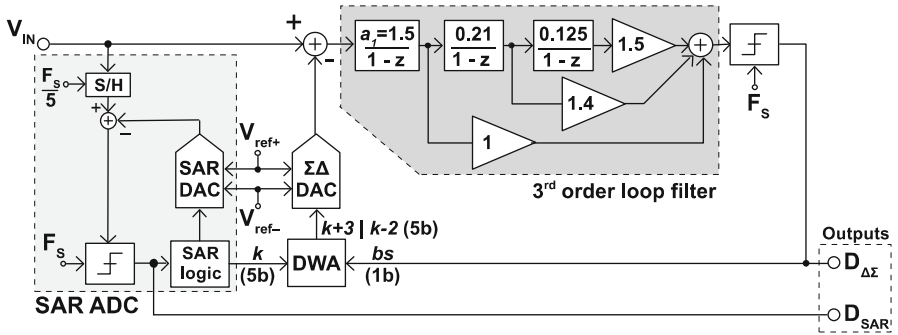 V_IN
+
−
a₁=1.5
1 - z
0.21
1 - z
0.125
1 - z
1.5
1.4
1
+
3rd order loop filter
F_S
F_S
5
S/H
+
+
−
SAR
DAC
V_ref+
V_ref–
ΣΔ
DAC
k+3 | k-2 (5b)
F_S
SAR
logic
k
(5b)
DWA
bs
(1b)
SAR ADC
Outputs
D_ΔΣ
D_SAR